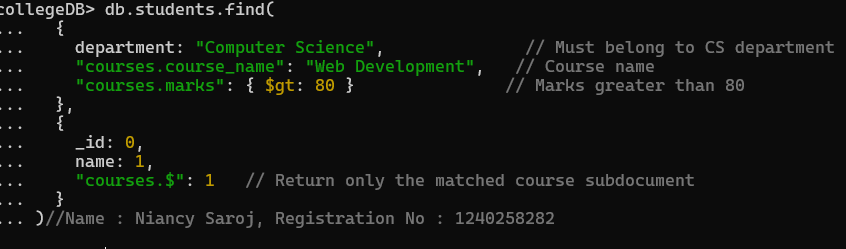 collegeDB> db.students.find(
... {
... department: "Computer Science", // Must belong to CS department
... "courses.course_name": "Web Development", // Course name
... "courses.marks": { $gt: 80 } // Marks greater than 80
... },
... {
... _id: 0,
... name: 1,
... "courses.$": 1 // Return only the matched course subdocument
... }
... )//Name : Niancy Saroj, Registration No : 1240258282